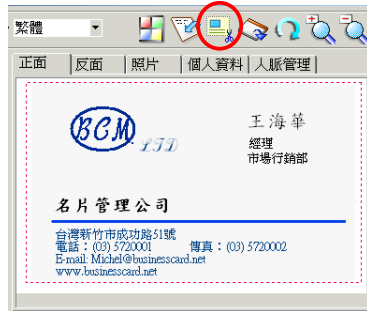 繁體
正面 反面 照片 個人資料 人脈管理
BCM LTD
王海華
經理
市場行銷部
名片管理公司
台灣新竹市成功路51號
電話：(03) 5720001 傳真：(03) 5720002
E-mail: Michel@businesscard.net
www.businesscard.net